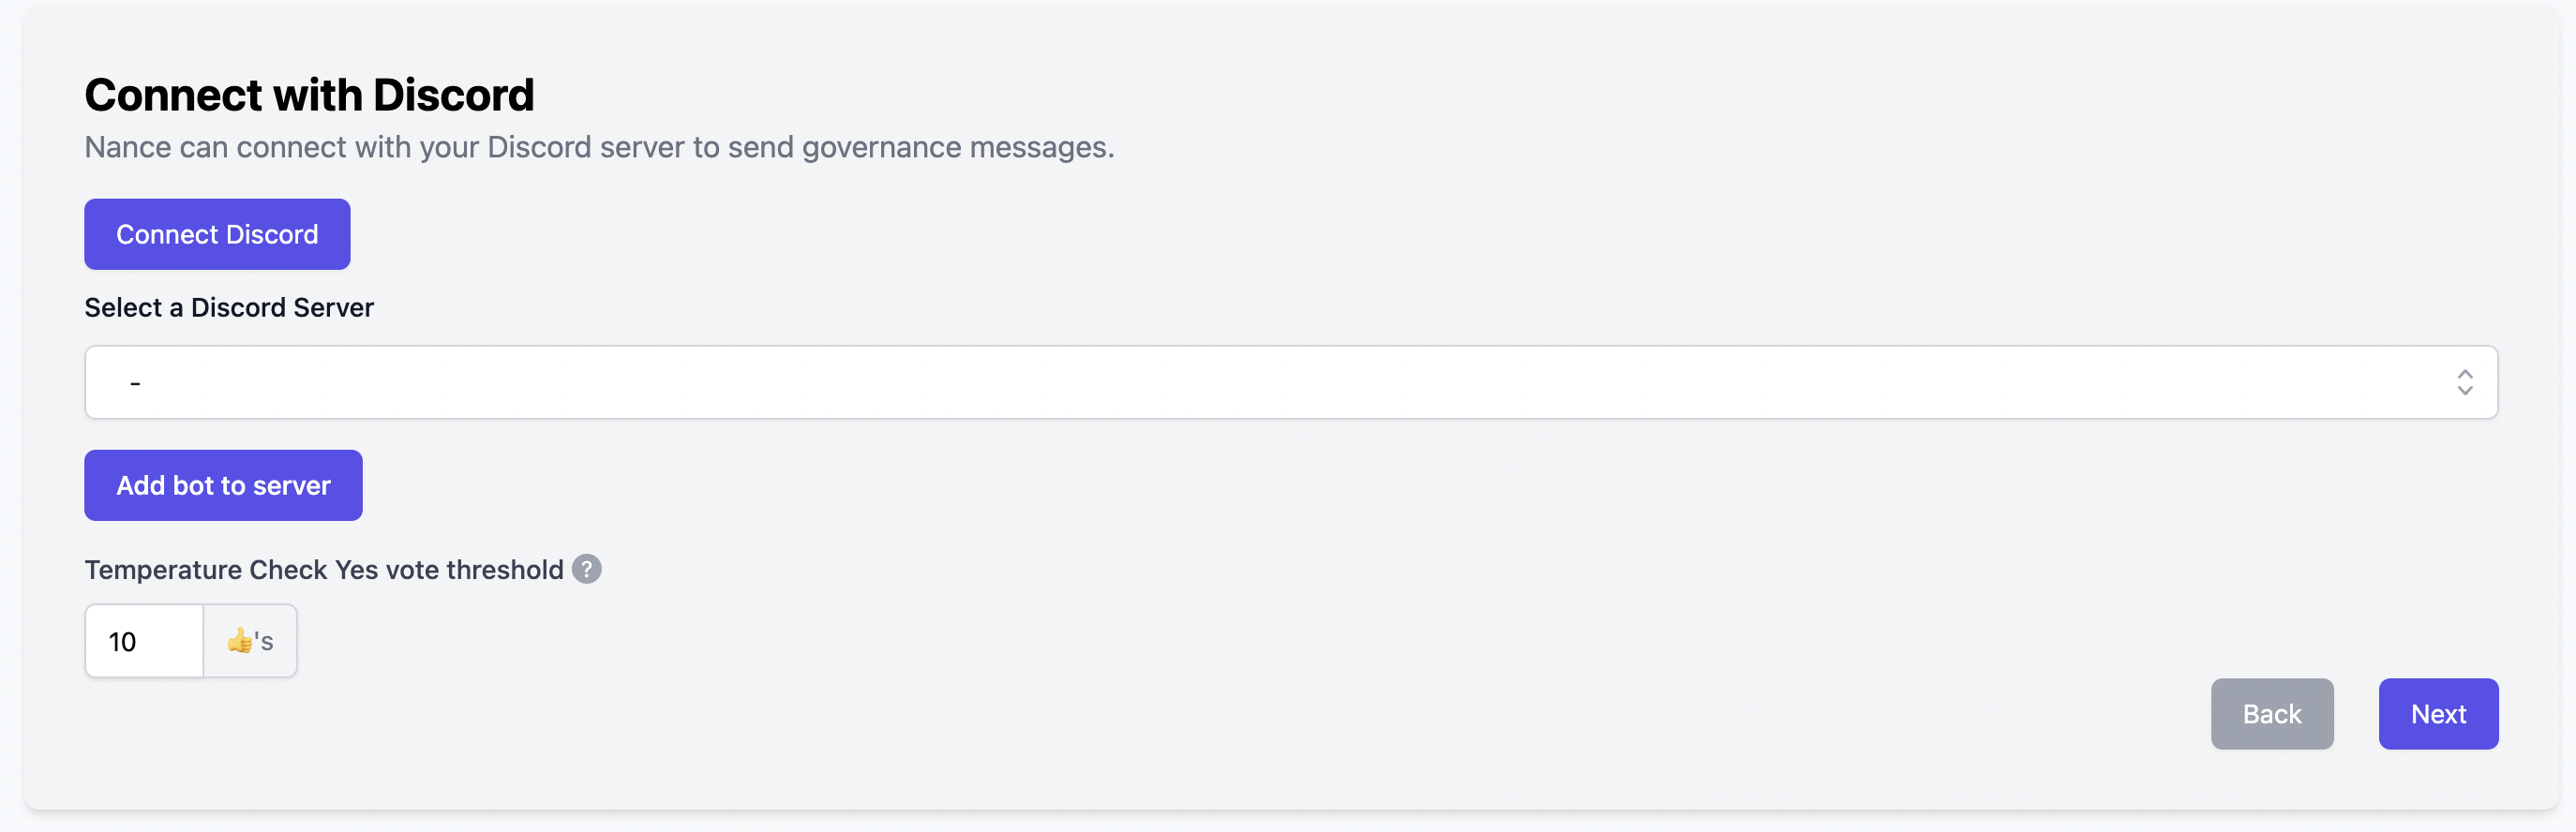 Connect with Discord
Nance can connect with your Discord server to send governance messages.
Connect Discord
Select a Discord Server
-
Add bot to server
Temperature Check Yes vote threshold ?
10 👍's
Back Next